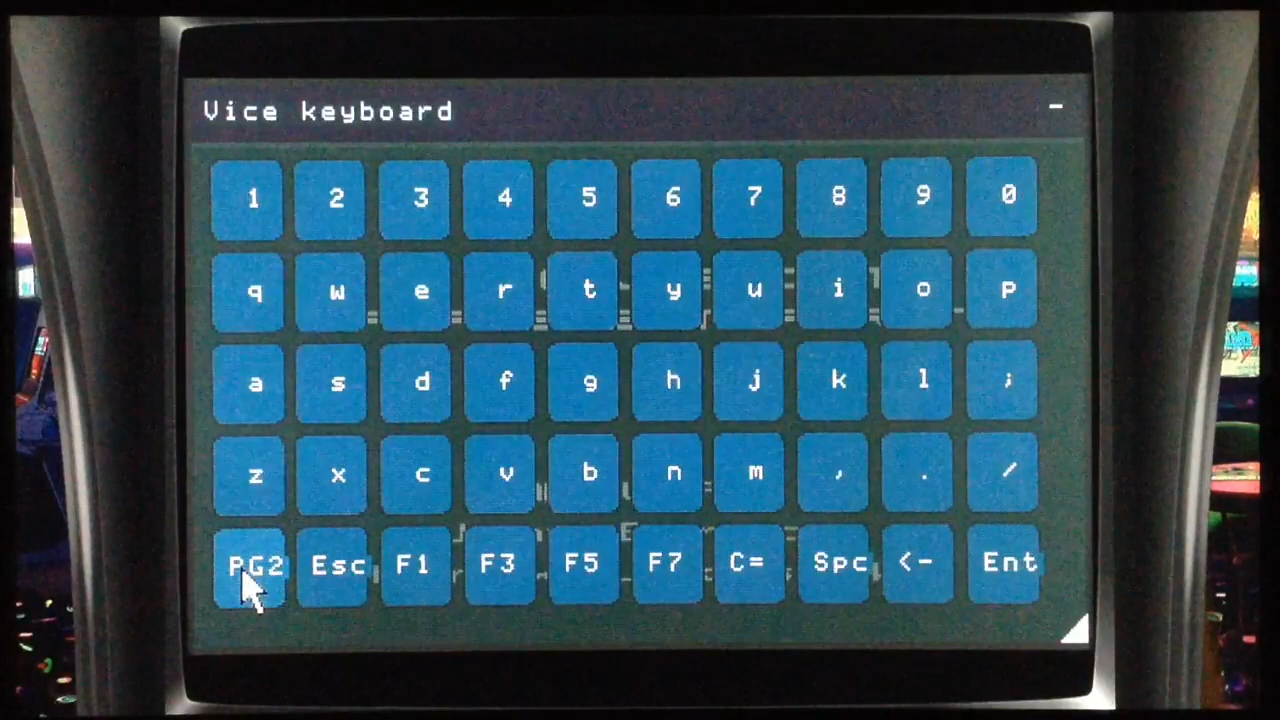 Vice keyboard -
1 2 3 4 5 6 7 8 9 0
q w e r t y u i o p
a s d f g h j k l ;
z x c v b n m , . /
PG2 Esc F1 F3 F5 F7 C= Spc <- Ent